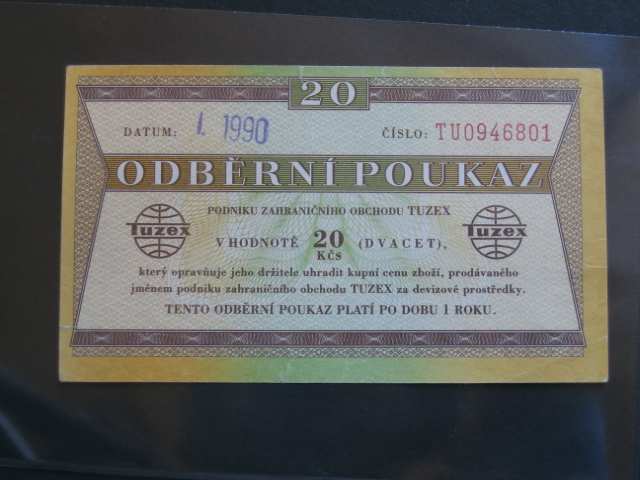 20
DATUM: I. 1990 ČÍSLO: TU0946801
ODBĚRNÍ POUKAZ
PODNIKU ZAHRANIČNÍHO OBCHODU TUZEX
Tuzex V HODNOTĚ 20 KČS (DVACET), Tuzex
který opravňuje jeho držitele uhradit kupní cenu zboží, prodávaného
jménem podniku zahraničního obchodu TUZEX za devizové prostředky.
TENTO ODBĚRNÍ POUKAZ PLATÍ PO DOBU 1 ROKU.